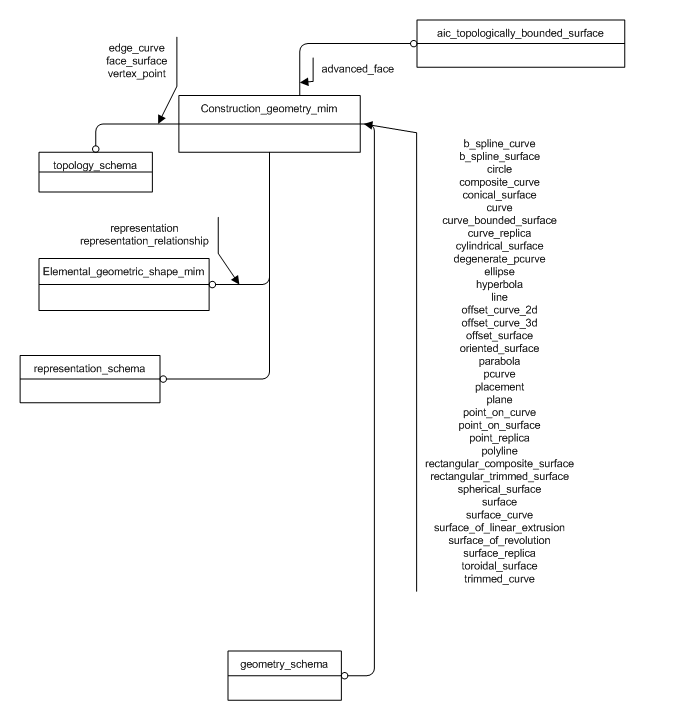 aic_topologically_bounded_surface
edge_curve
face_surface
vertex_point
advanced_face
Construction_geometry_mim
topology_schema
b_spline_curve
b_spline_surface
circle
composite_curve
conical_surface
curve
curve_bounded_surface
curve_replica
cylindrical_surface
degenerate_pcurve
ellipse
hyperbola
line
offset_curve_2d
offset_curve_3d
offset_surface
oriented_surface
parabola
pcurve
placement
plane
point_on_curve
point_on_surface
point_replica
polyline
rectangular_composite_surface
rectangular_trimmed_surface
spherical_surface
surface
surface_curve
surface_of_linear_extrusion
surface_of_revolution
surface_replica
toroidal_surface
trimmed_curve
representation
representation_relationship
Elemental_geometric_shape_mim
representation_schema
geometry_schema